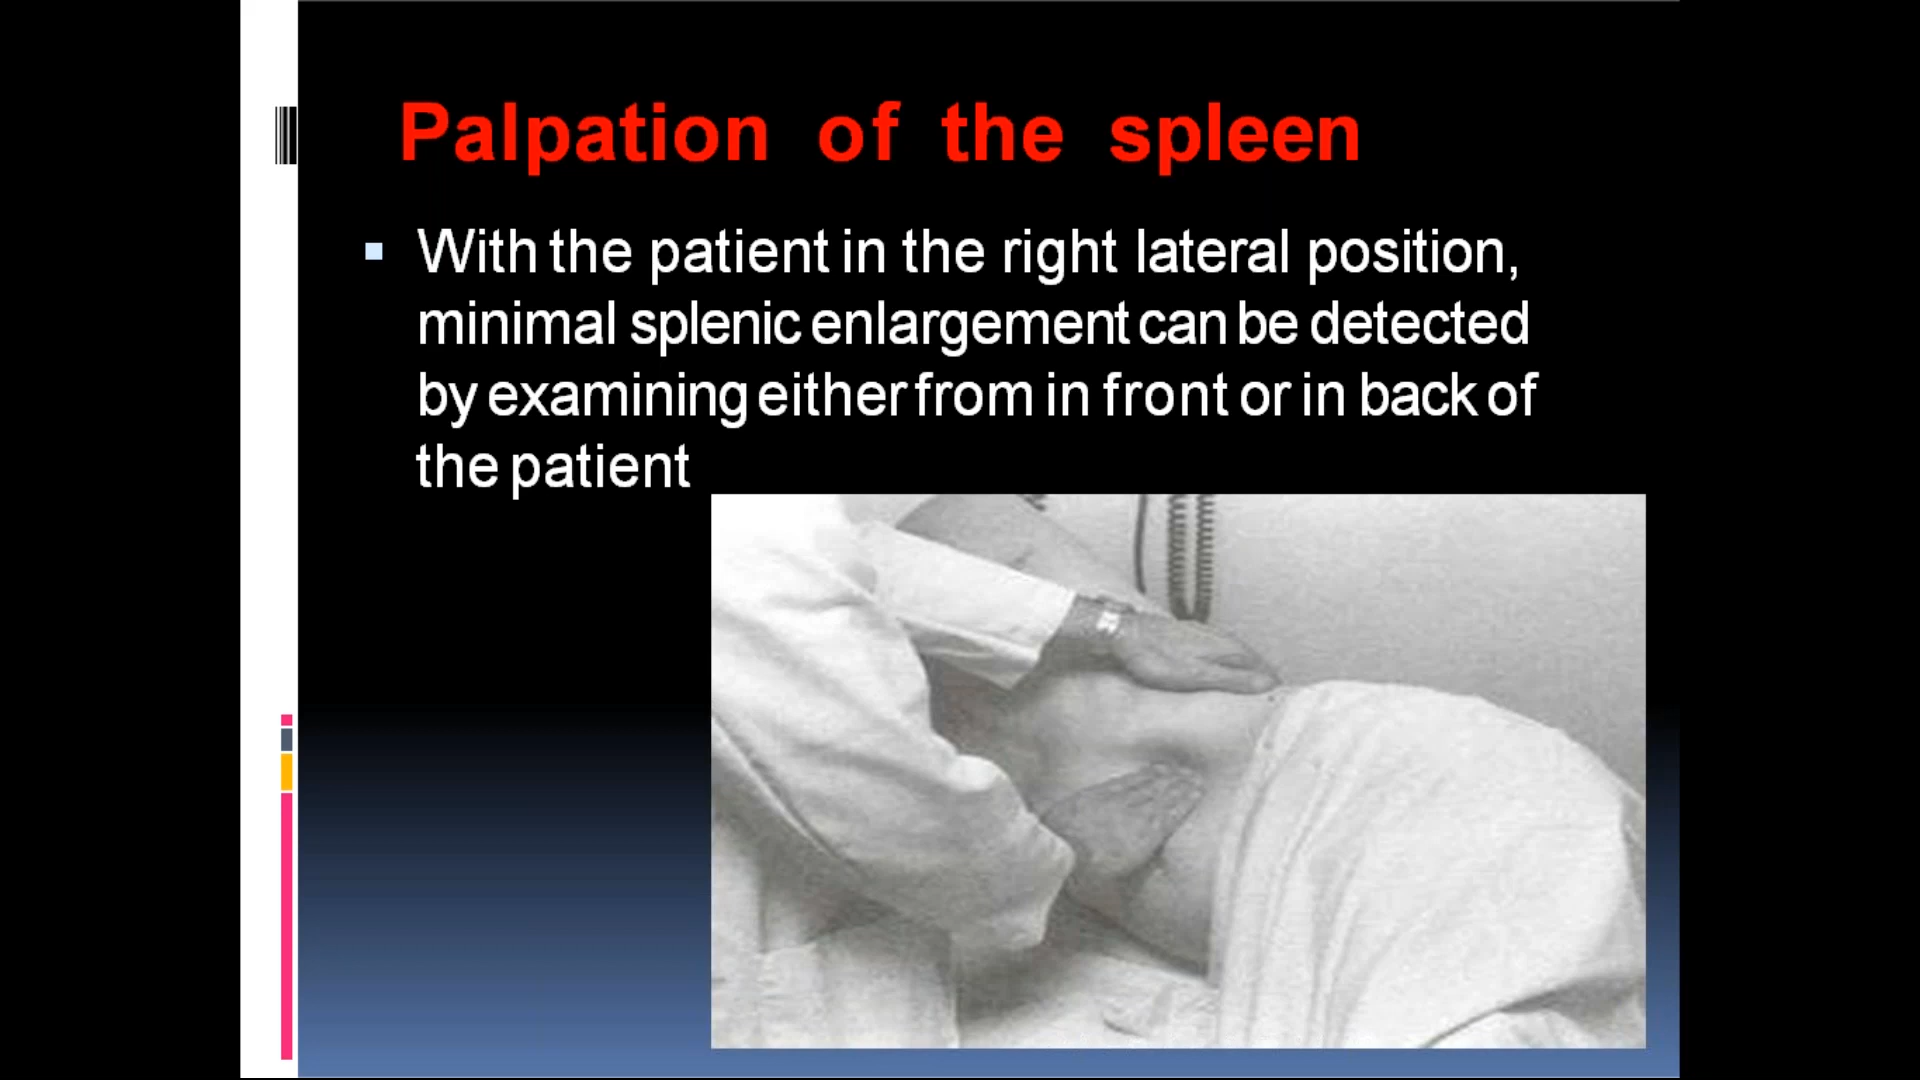 Palpation of the spleen
With the patient in the right lateral position,
minimal splenic enlargement can be detected
by examining either from in front or in back of
the patient